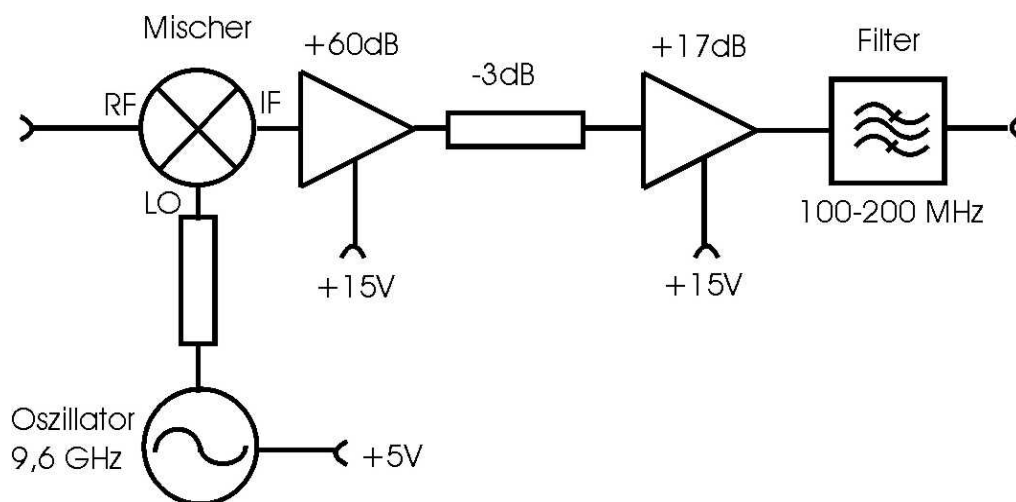 Mischer
+60dB
-3dB
+17dB
Filter
RF
IF
LO
100-200 MHz
+15V
+15V
Oszillator
9,6 GHz
+5V